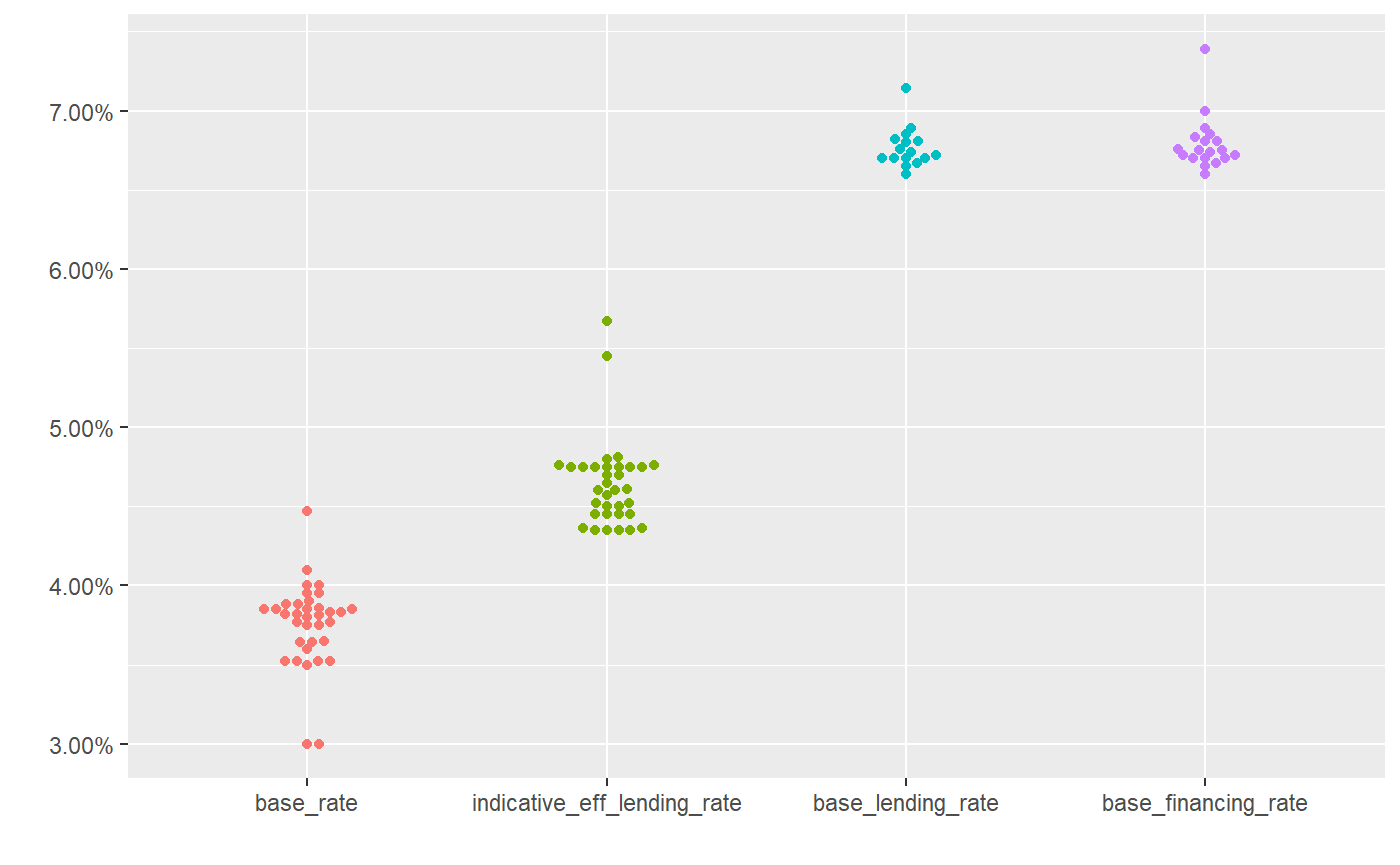 7.00%
6.00%
5.00%
4.00%
3.00%
base_rate
indicative_eff_lending_rate
base_lending_rate
base_financing_rate